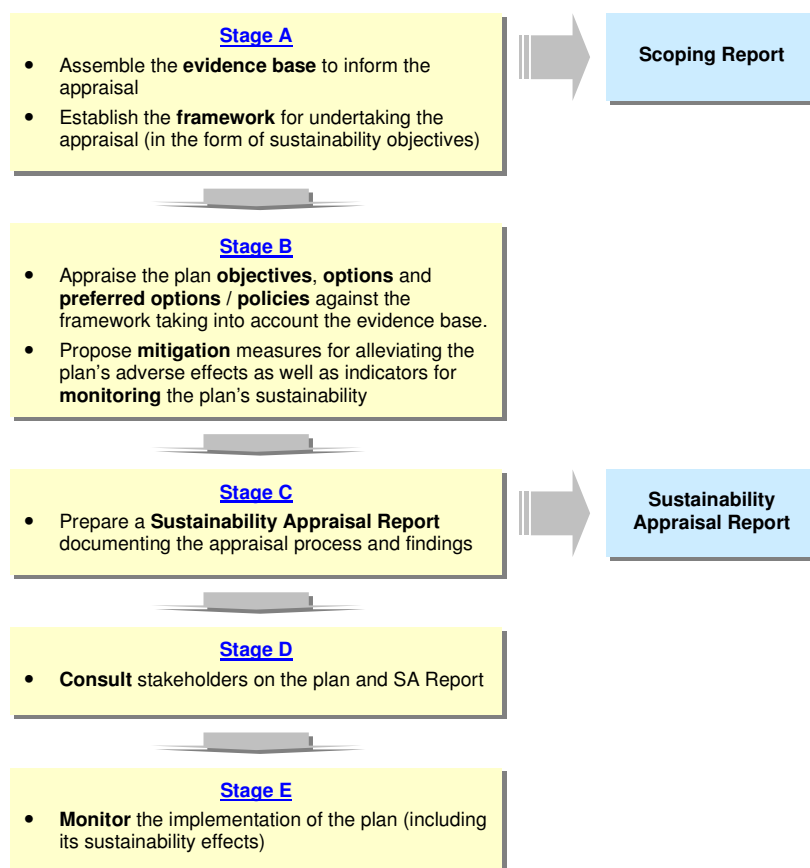 Stage A
• Assemble the evidence base to inform the
appraisal
• Establish the framework for undertaking the
appraisal (in the form of sustainability objectives)
Scoping Report
Stage B
• Appraise the plan objectives, options and
preferred options / policies against the
framework taking into account the evidence base.
• Propose mitigation measures for alleviating the
plan's adverse effects as well as indicators for
monitoring the plan's sustainability
Stage C
• Prepare a Sustainability Appraisal Report
documenting the appraisal process and findings
Sustainability
Appraisal Report
Stage D
• Consult stakeholders on the plan and SA Report
Stage E
• Monitor the implementation of the plan (including
its sustainability effects)